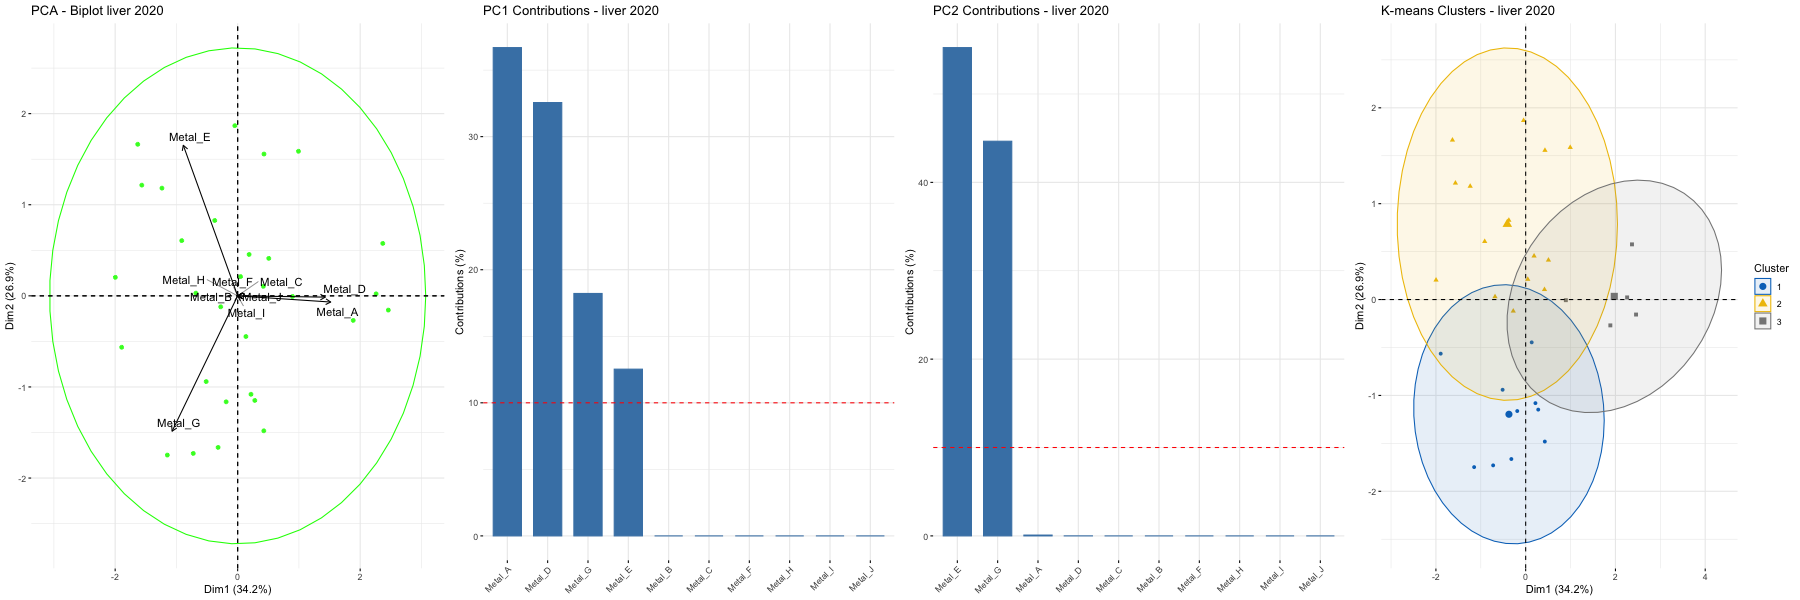 PCA - Biplot liver 2020
Dim2 (26.9%)
2
1
0
-1
-2
Metal_E
Metal_H
Metal_F
Metal_C
Metal_B
Metal_J
Metal_D
Metal_I
Metal_A
Metal_G
-2
0
2
Dim1 (34.2%)
PC1 Contributions - liver 2020
Contributions (%)
30
20
10
0
Metal_A
Metal_D
Metal_G
Metal_E
Metal_B
Metal_C
Metal_F
Metal_H
Metal_I
Metal_J
PC2 Contributions - liver 2020
Contributions (%)
40
20
0
Metal_E
Metal_G
Metal_A
Metal_D
Metal_C
Metal_B
Metal_F
Metal_H
Metal_I
Metal_J
K-means Clusters - liver 2020
Dim2 (26.9%)
2
1
0
-1
-2
-2
0
2
4
Dim1 (34.2%)
Cluster
1
2
3